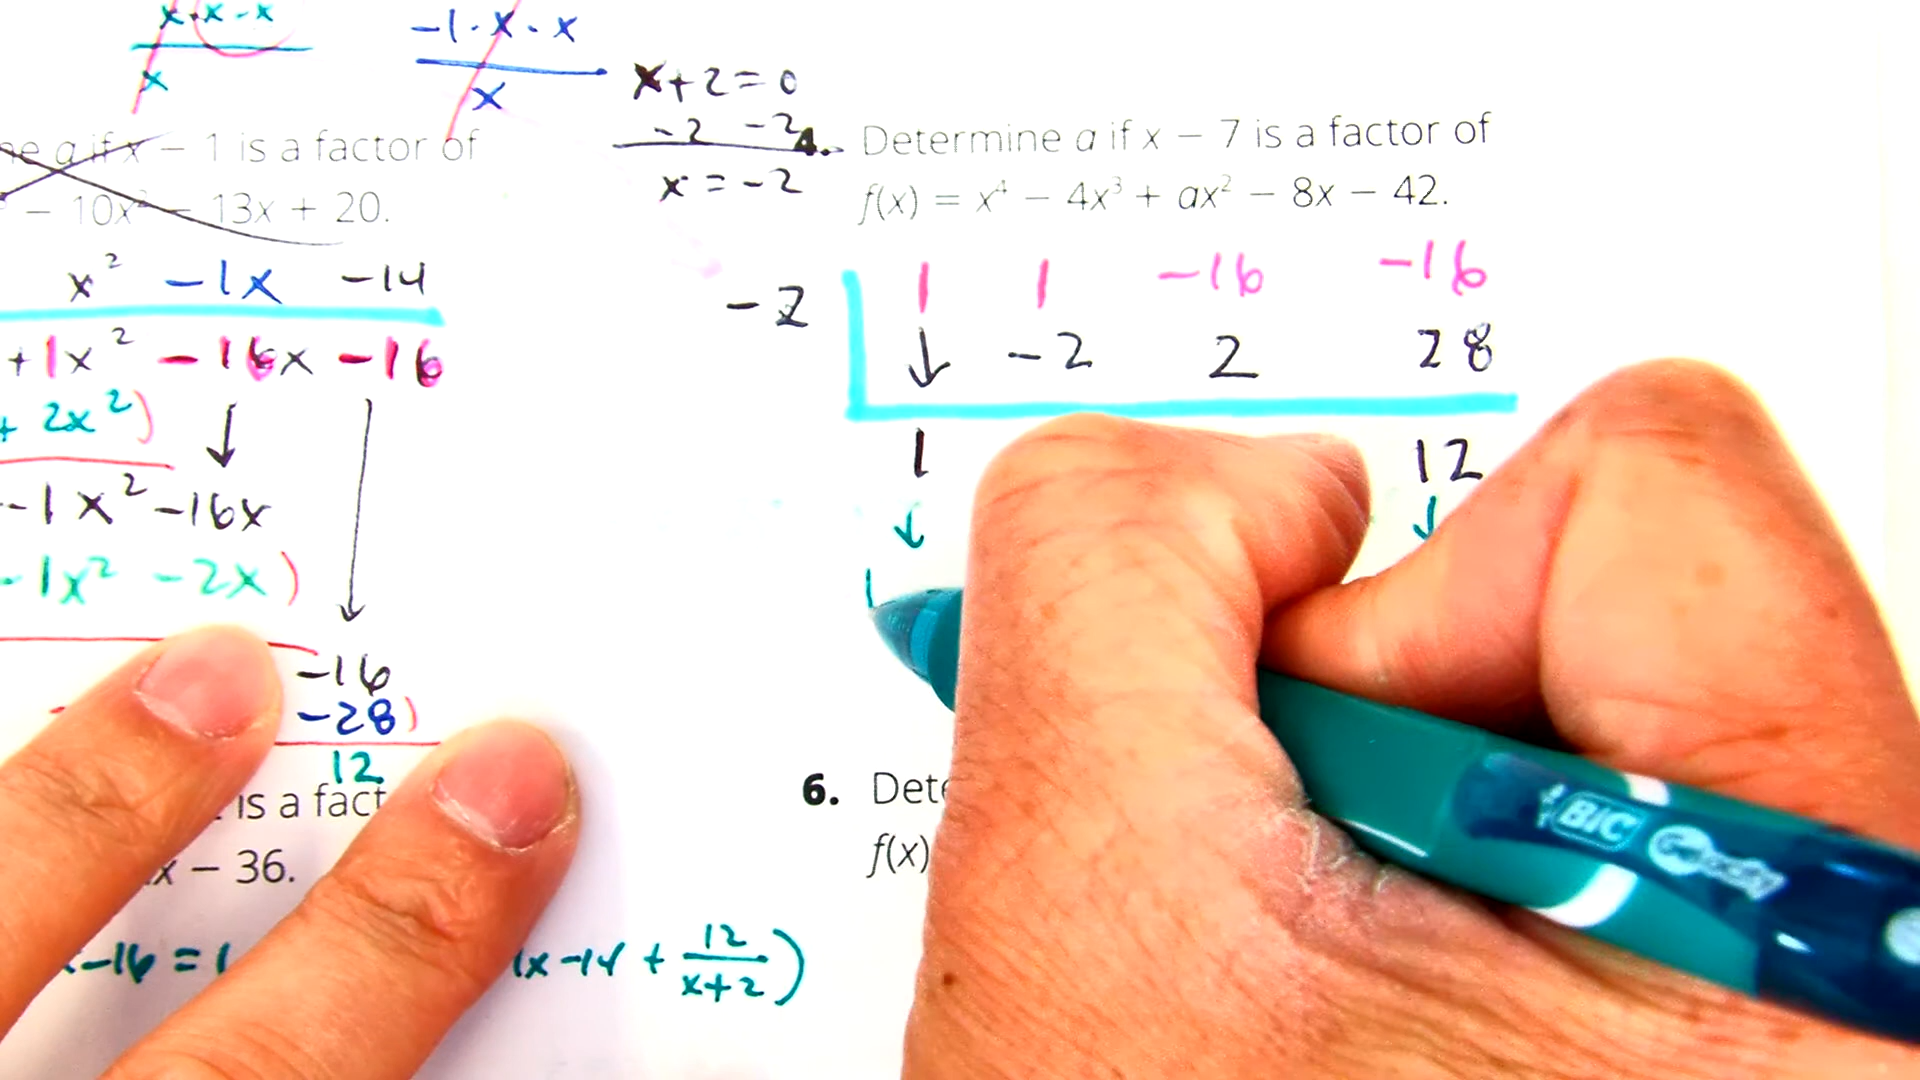 x · x · x
x
-1 · x · x
x
x+2=0
-2 -2
x = -2
a if x − 1 is a factor of
− 10x² − 13x + 20.
x² -1x -14
+1x² -16x -16
+ 2x²)
-1x² -16x
-1x² -2x)
-16
-28)
12
is a fact
x − 36.
-16 = 1
1x -14 + 12
x+2 )
4. Determine a if x − 7 is a factor of
f(x) = x⁴ − 4x³ + ax² − 8x − 42.
1 1 -16 -16
-2
↓ -2 2 28
1 12
↓ ↓
1
6. Dete
f(x)
BIC